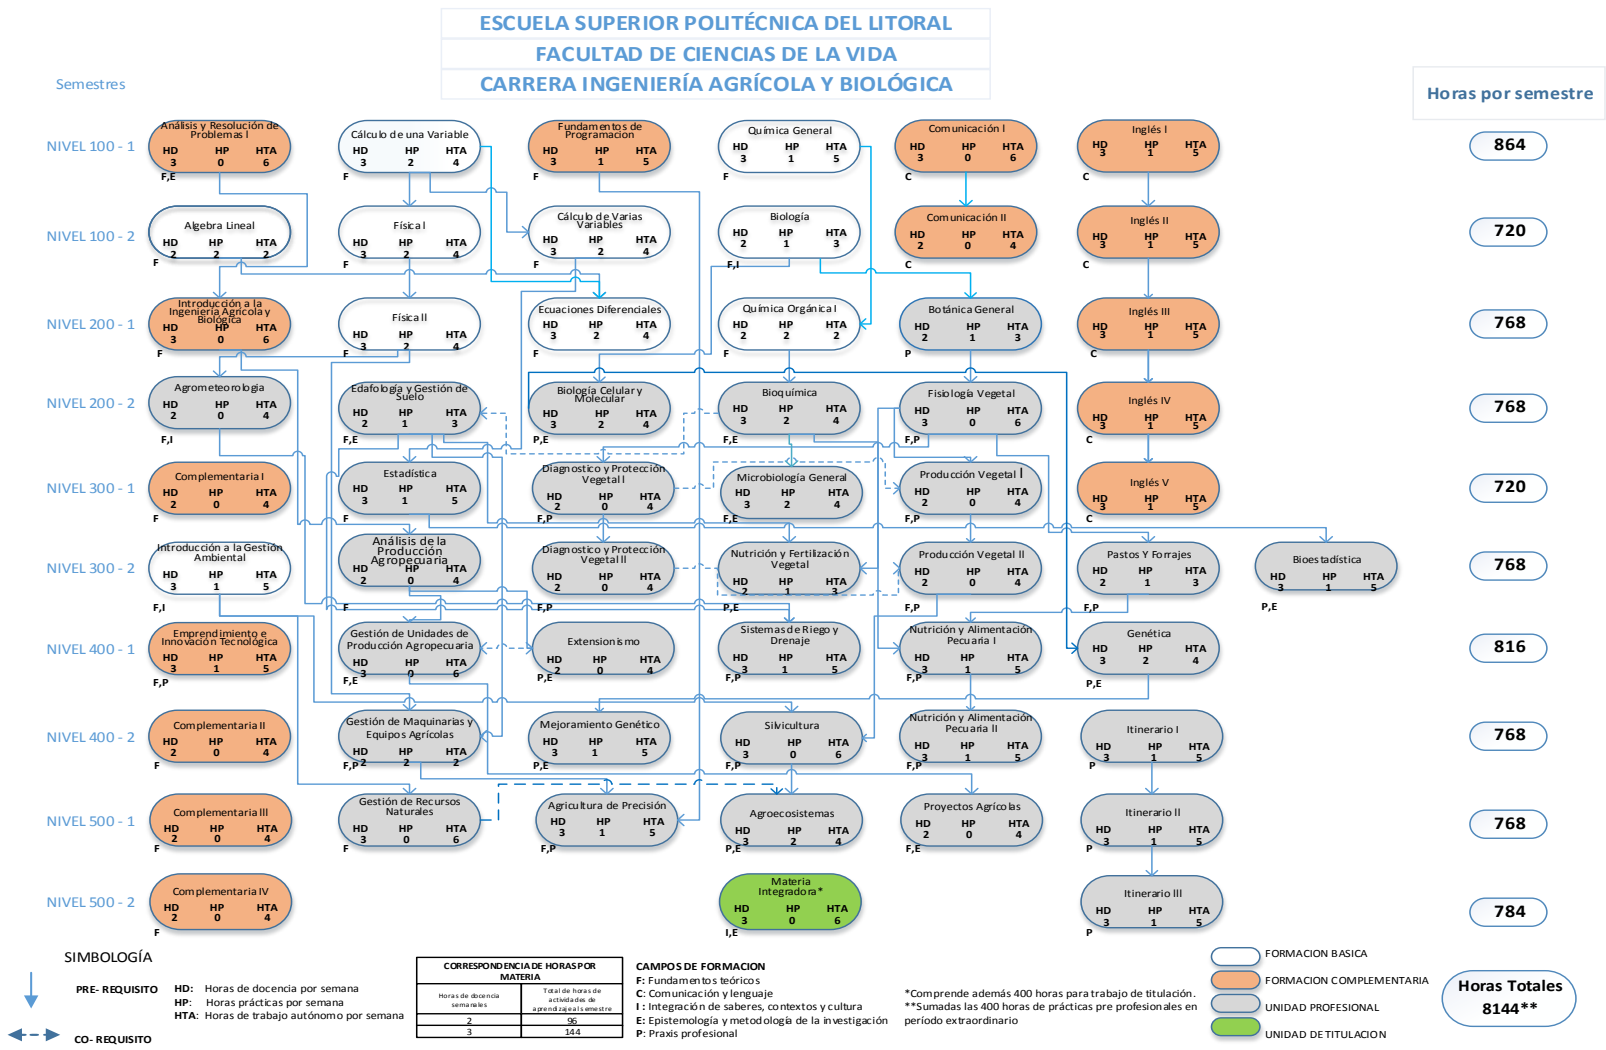 ESCUELA SUPERIOR POLITÉCNICA DEL LITORAL
FACULTAD DE CIENCIAS DE LA VIDA
CARRERA INGENIERÍA AGRÍCOLA Y BIOLÓGICA
Semestres
Horas por semestre
NIVEL 100 - 1
Análisis y Resolución de Problemas I
HD HP HTA
3 0 6
F,E
Cálculo de una Variable
HD HP HTA
3 2 4
F
Fundamentos de Programacion
HD HP HTA
3 1 5
F
Química General
HD HP HTA
3 1 5
F
Comunicación I
HD HP HTA
3 0 6
C
Inglés I
HD HP HTA
3 1 5
C
864
NIVEL 100 - 2
Algebra Lineal
HD HP HTA
2 2 2
F
Física I
HD HP HTA
3 2 4
F
Cálculo de Varias Variables
HD HP HTA
3 2 4
F
Biología
HD HP HTA
2 1 3
F,I
Comunicación II
HD HP HTA
2 0 4
C
Inglés II
HD HP HTA
3 1 5
C
720
NIVEL 200 - 1
Introducción a la Ingeniería Agrícola y Biológica
HD HP HTA
3 0 6
F
Física II
HD HP HTA
3 2 4
F
Ecuaciones Diferenciales
HD HP HTA
3 2 4
F
Química Orgánica I
HD HP HTA
2 2 2
F
Botánica General
HD HP HTA
2 1 3
P
Inglés III
HD HP HTA
3 1 5
C
768
NIVEL 200 - 2
Agrometeorología
HD HP HTA
2 0 4
F,I
Edafología y Gestión de Suelo
HD HP HTA
2 1 3
F,E
Biología Celular y Molecular
HD HP HTA
3 2 4
P,E
Bioquímica
HD HP HTA
3 2 4
F,E
Fisiología Vegetal
HD HP HTA
3 0 6
F,P
Inglés IV
HD HP HTA
3 1 5
C
768
NIVEL 300 - 1
Complementaria I
HD HP HTA
2 0 4
F
Estadística
HD HP HTA
3 1 5
F
Diagnostico y Protección Vegetal I
HD HP HTA
2 0 4
F,P
Microbiología General
HD HP HTA
3 2 4
F,E
Producción Vegetal I
HD HP HTA
2 0 4
F,P
Inglés V
HD HP HTA
3 1 5
C
720
NIVEL 300 - 2
Introducción a la Gestión Ambiental
HD HP HTA
3 1 5
F,I
Análisis de la Producción Agropecuaria
HD HP HTA
2 0 4
F
Diagnostico y Protección Vegetal II
HD HP HTA
2 0 4
F,P
Nutrición y Fertilización Vegetal
HD HP HTA
2 1 3
P,E
Producción Vegetal II
HD HP HTA
2 0 4
F,P
Pastos Y Forrajes
HD HP HTA
2 1 3
F,P
Bioestadística
HD HP HTA
3 1 5
P,E
768
NIVEL 400 - 1
Emprendimiento e Innovación Tecnológica
HD HP HTA
3 1 5
F,P
Gestión de Unidades de Producción Agropecuaria
HD HP HTA
3 0 6
F,E
Extensionismo
HD HP HTA
2 0 4
P,E
Sistemas de Riego y Drenaje
HD HP HTA
3 1 5
F,P
Nutrición y Alimentación Pecuaria I
HD HP HTA
3 1 5
F,P
Genética
HD HP HTA
3 2 4
P,E
816
NIVEL 400 - 2
Complementaria II
HD HP HTA
2 0 4
F
Gestión de Maquinarias y Equipos Agrícolas
HD HP HTA
2 2 2
F,P
Mejoramiento Genético
HD HP HTA
3 1 5
P,E
Silvicultura
HD HP HTA
3 0 6
F,P
Nutrición y Alimentación Pecuaria II
HD HP HTA
3 1 5
F,P
Itinerario I
HD HP HTA
3 1 5
P
768
NIVEL 500 - 1
Complementaria III
HD HP HTA
2 0 4
F
Gestión de Recursos Naturales
HD HP HTA
3 0 6
F
Agricultura de Precisión
HD HP HTA
3 1 5
F,P
Agroecosistemas
HD HP HTA
3 2 4
P,E
Proyectos Agrícolas
HD HP HTA
2 0 4
F,E
Itinerario II
HD HP HTA
3 1 5
P
768
NIVEL 500 - 2
Complementaria IV
HD HP HTA
2 0 4
F
Materia Integradora*
HD HP HTA
3 0 6
I,E
Itinerario III
HD HP HTA
3 1 5
P
784
SIMBOLOGÍA
PRE- REQUISITO
CO- REQUISITO
HD: Horas de docencia por semana
HP: Horas prácticas por semana
HTA: Horas de trabajo autónomo por semana
CORRESPONDENCIA DE HORAS POR MATERIA
Horas de docencia semanales
Total de horas de actividades de aprendizaje al semestre
2 96
3 144
CAMPOS DE FORMACION
F: Fundamentos teóricos
C: Comunicación y lenguaje
I : Integración de saberes, contextos y cultura
E: Epistemología y metodología de la investigación
P: Praxis profesional
*Comprende además 400 horas para trabajo de titulación.
**Sumadas las 400 horas de prácticas pre profesionales en
período extraordinario
FORMACION BASICA
FORMACION COMPLEMENTARIA
UNIDAD PROFESIONAL
UNIDAD DE TITULACION
Horas Totales
8144**